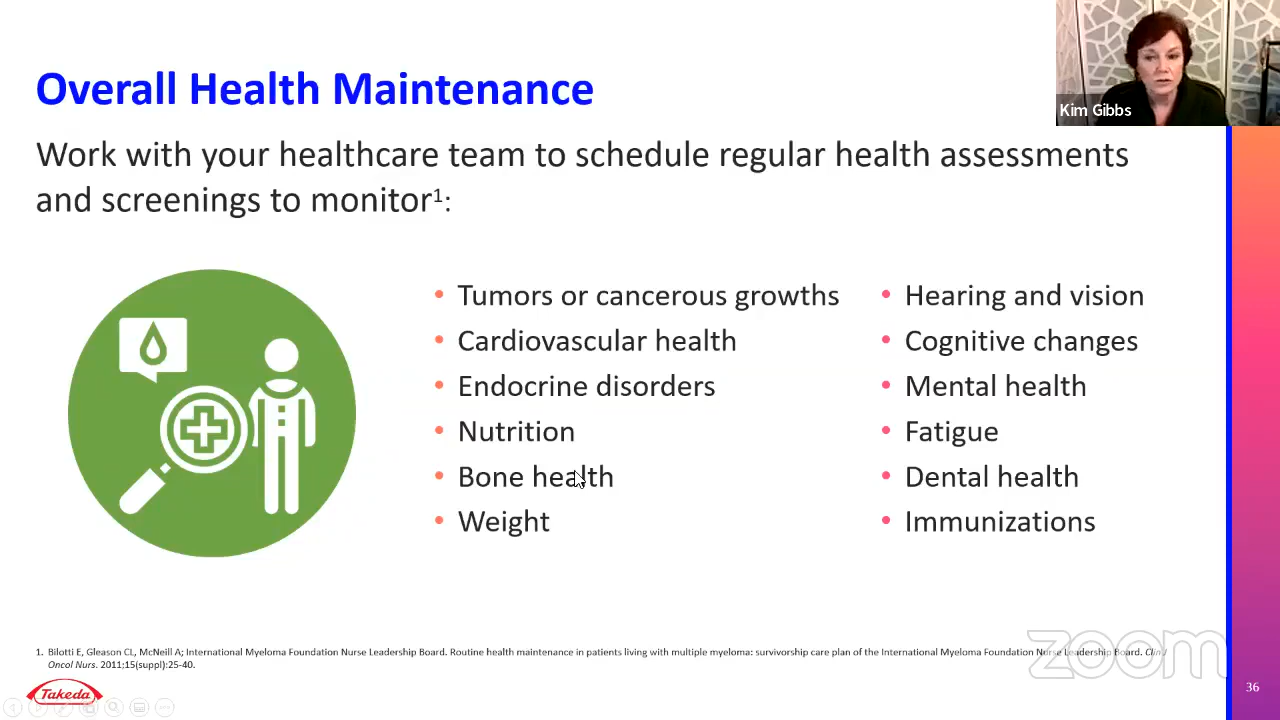 Overall Health Maintenance
Kim Gibbs
Work with your healthcare team to schedule regular health assessments
and screenings to monitor1:
• Tumors or cancerous growths
• Cardiovascular health
• Endocrine disorders
• Nutrition
• Bone health
• Weight
• Hearing and vision
• Cognitive changes
• Mental health
• Fatigue
• Dental health
• Immunizations
1. Bilotti E, Gleason CL, McNeill A; International Myeloma Foundation Nurse Leadership Board. Routine health maintenance in patients living with multiple myeloma: survivorship care plan of the International Myeloma Foundation Nurse Leadership Board. Clin J
Oncol Nurs. 2011;15(suppl):25-40.
zoom
Takeda
36